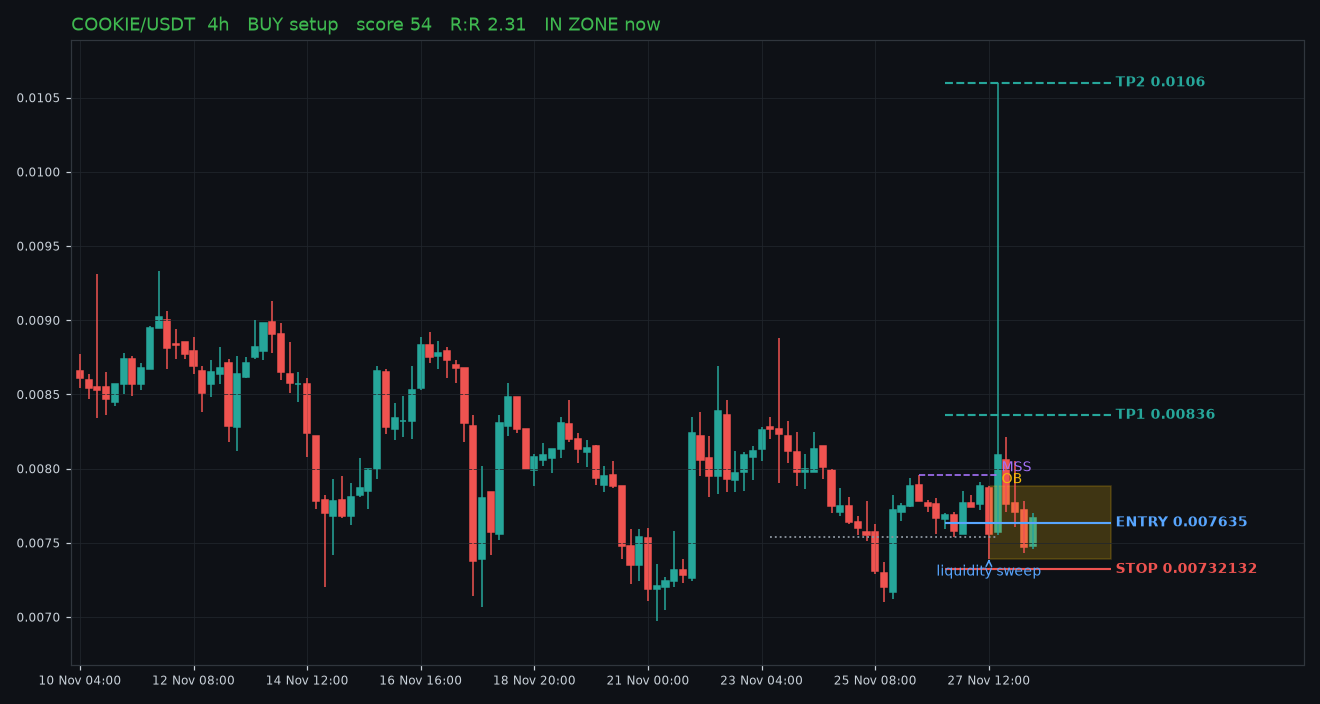 COOKIE/USDT 4h BUY setup score 54 R:R 2.31 IN ZONE now
TP2 0.0106
0.0105
0.0100
0.0095
0.0090
0.0085
TP1 0.00836
0.0080
MSS
OB
ENTRY 0.007635
0.0075
liquidity sweep
STOP 0.00732132
0.0070
10 Nov 04:00
12 Nov 08:00
14 Nov 12:00
16 Nov 16:00
18 Nov 20:00
21 Nov 00:00
23 Nov 04:00
25 Nov 08:00
27 Nov 12:00